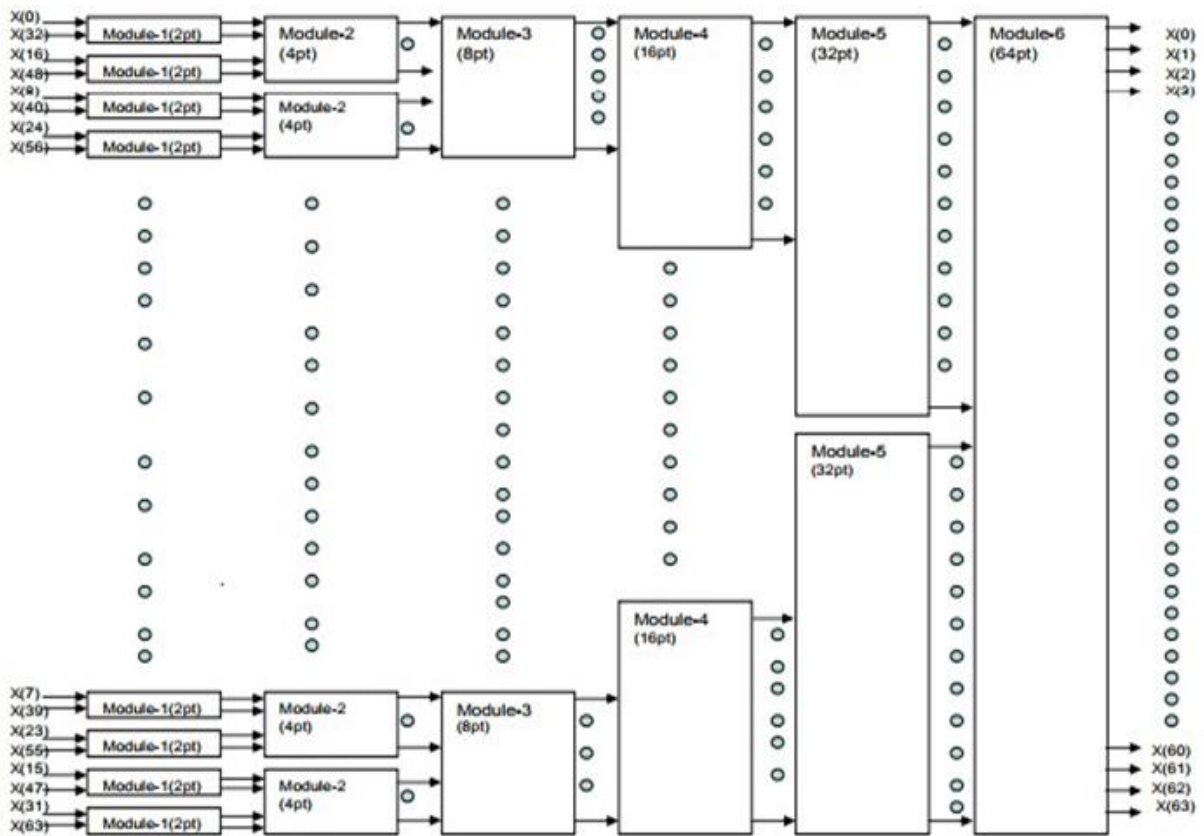 X(0)
X(32)
X(16)
X(48)
X(8)
X(40)
X(24)
X(56)
Module-1(2pt)
Module-1(2pt)
Module-1(2pt)
Module-1(2pt)
Module-2
(4pt)
Module-2
(4pt)
Module-3
(8pt)
Module-4
(16pt)
Module-5
(32pt)
Module-6
(64pt)
X(0)
X(1)
X(2)
X(3)
Module-5
(32pt)
Module-4
(16pt)
X(7)
X(39)
X(23)
X(55)
X(15)
X(47)
X(31)
X(63)
Module-1(2pt)
Module-1(2pt)
Module-1(2pt)
Module-1(2pt)
Module-2
(4pt)
Module-2
(4pt)
Module-3
(8pt)
X(60)
X(61)
X(62)
X(63)